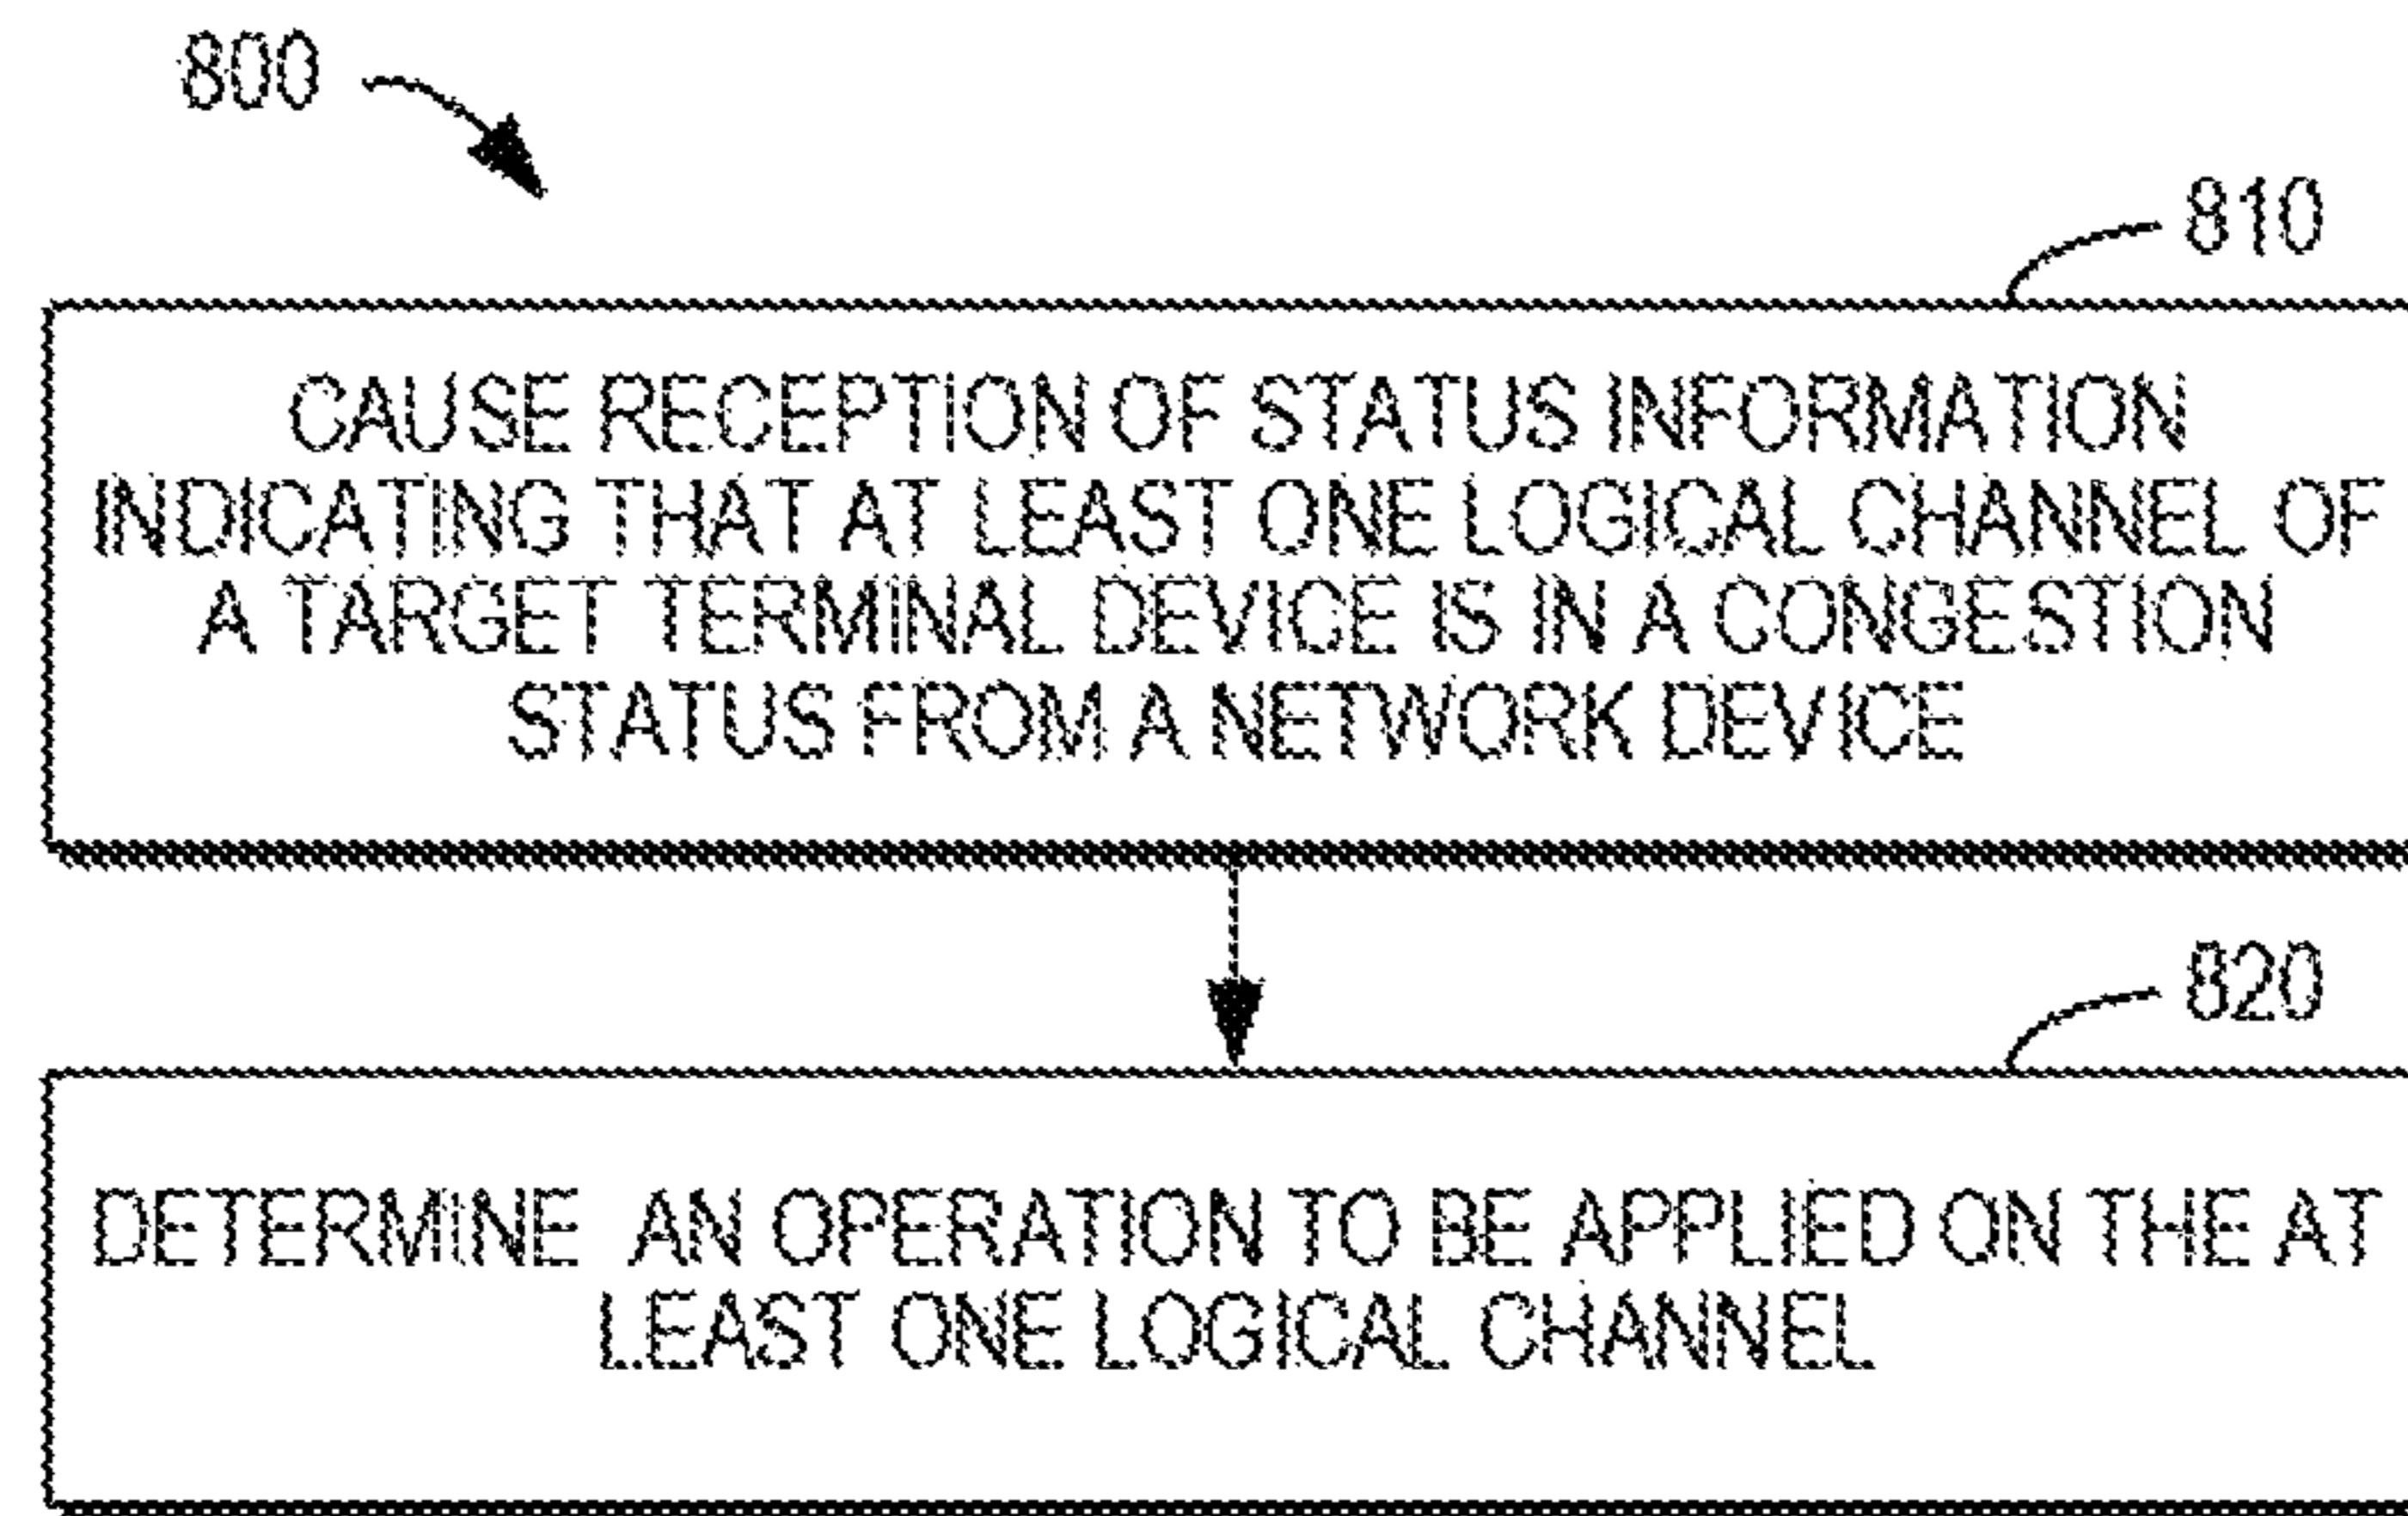 800
810
CAUSE RECEPTION OF STATUS INFORMATION
INDICATING THAT AT LEAST ONE LOGICAL CHANNEL OF
A TARGET TERMINAL DEVICE IS IN A CONGESTION
STATUS FROM A NETWORK DEVICE
820
DETERMINE AN OPERATION TO BE APPLIED ON THE AT
LEAST ONE LOGICAL CHANNEL